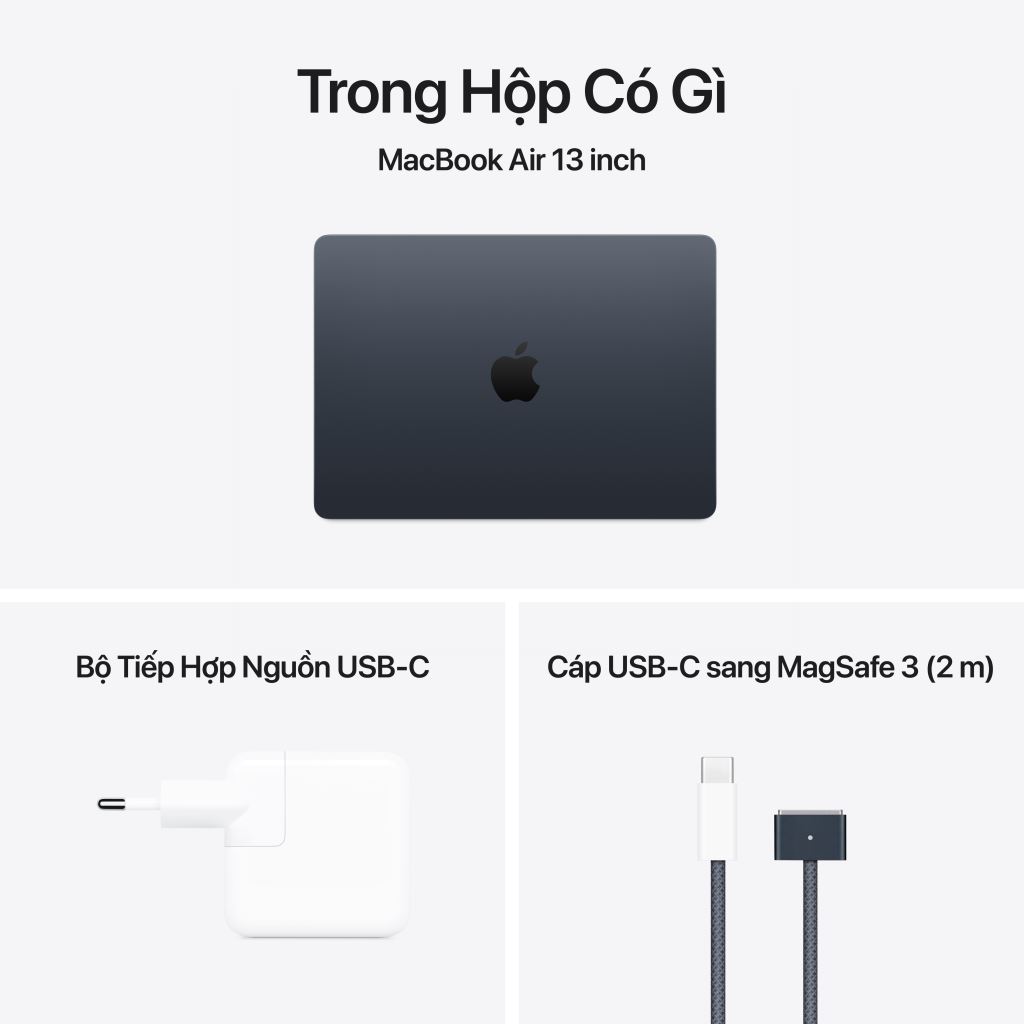 Trong Hộp Có Gì
MacBook Air 13 inch
Bộ Tiếp Hợp Nguồn USB-C
Cáp USB-C sang MagSafe 3 (2 m)